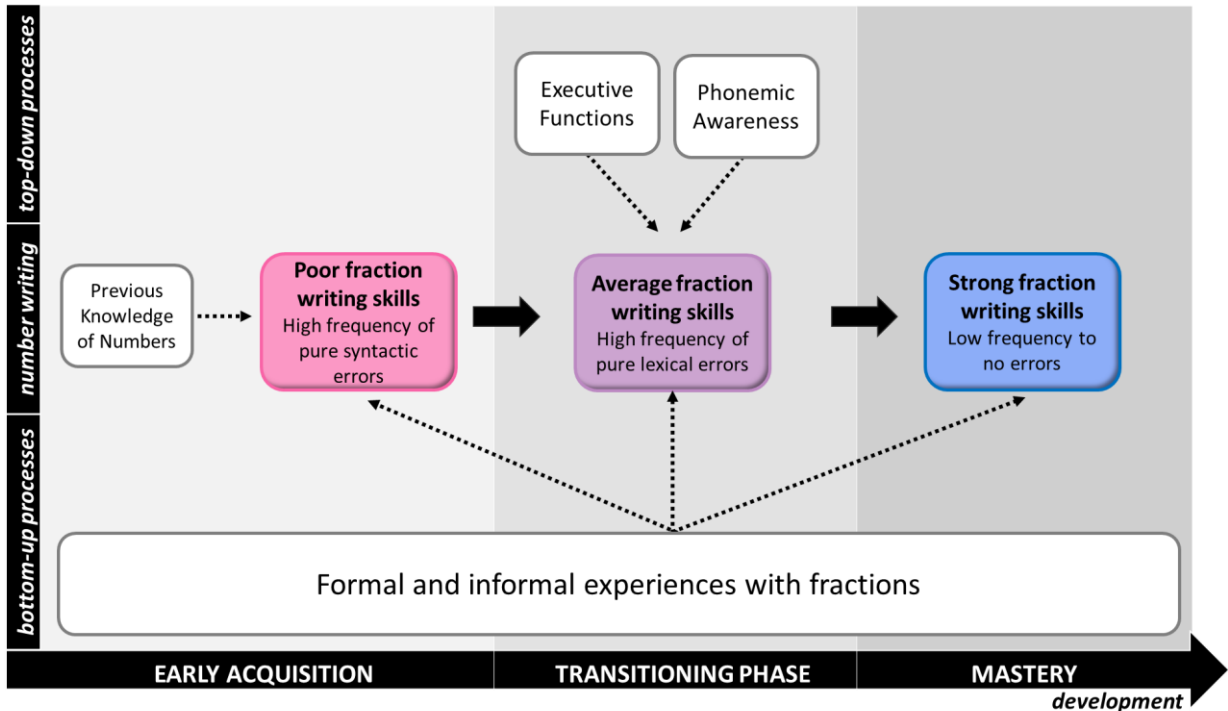 top-down processes
Executive
Functions
Phonemic
Awareness
number writing
Previous
Knowledge
of Numbers
Poor fraction
writing skills
High frequency of
pure syntactic
errors
Average fraction
writing skills
High frequency of
pure lexical errors
Strong fraction
writing skills
Low frequency to
no errors
bottom-up processes
Formal and informal experiences with fractions
EARLY ACQUISITION
TRANSITIONING PHASE
MASTERY
development